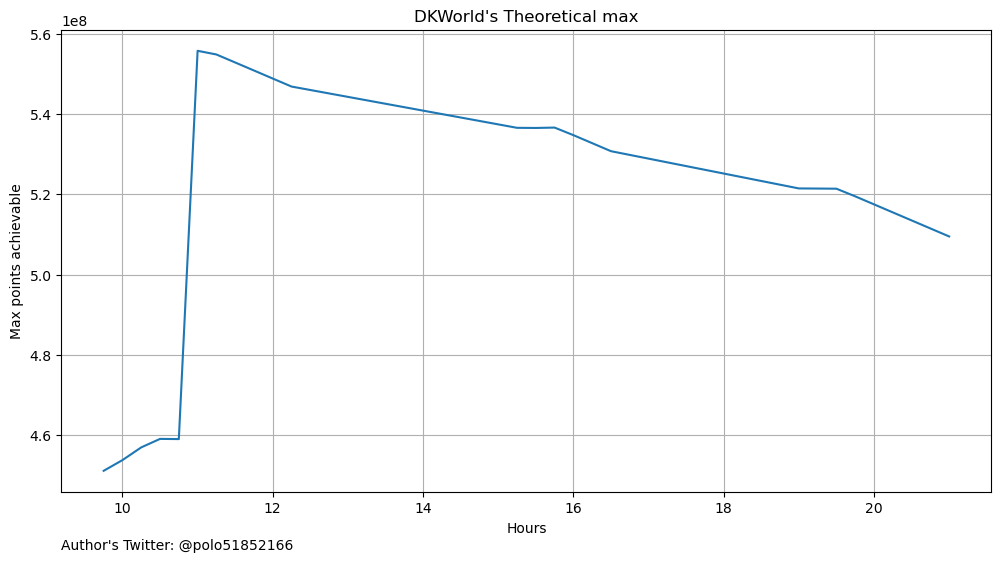 DKWorld's Theoretical max
1e8
5.6
5.4
5.2
5.0
4.8
4.6
Max points achievable
10 12 14 16 18 20
Hours
Author's Twitter: @polo51852166